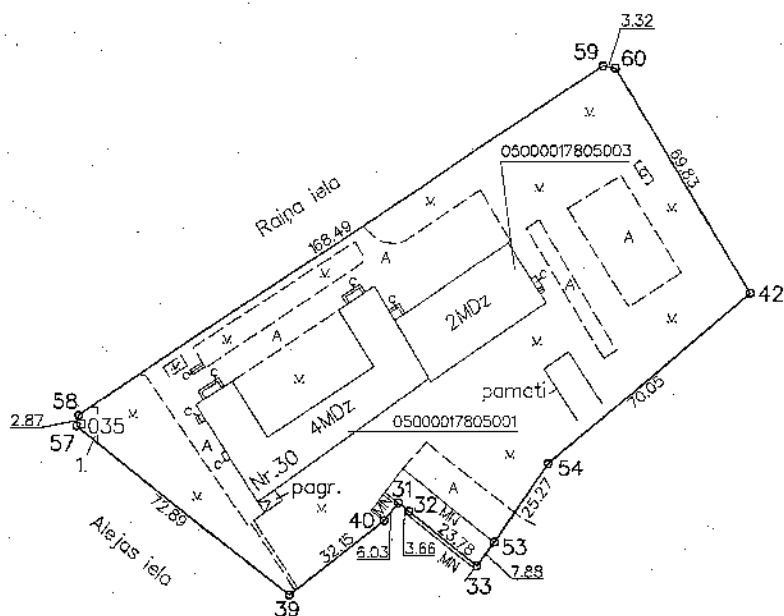 3.32
59
60
05000017805003
Raiņa iela
168.49
69.83
A
A
A
A
42
2MDz
58
2.87
57
1035
1.
A
4MDz
05000017805001
Nr.30
pamati
70.05
pagr.
54
72.89
Alejas iela
A
25.27
MN
31
32
40
MN
53
32.15
6.03
3.66
23.78
MN
33
7.88
39